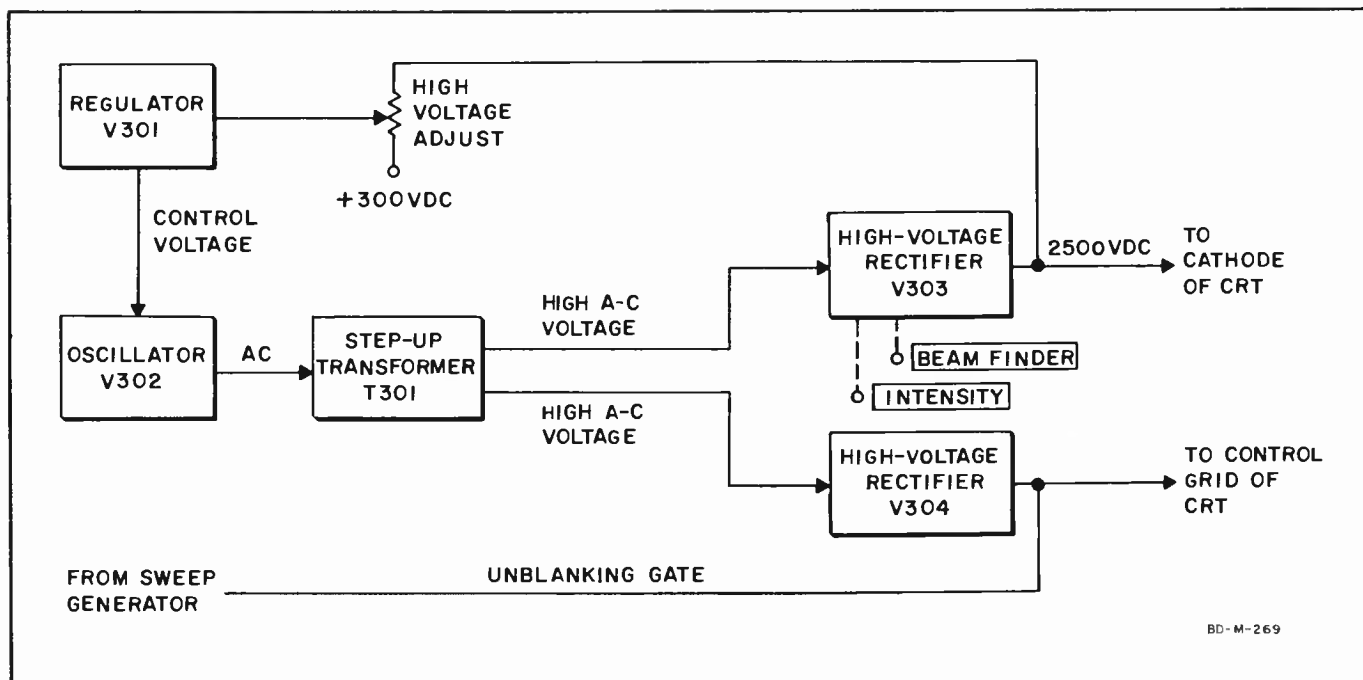 REGULATOR
V301
HIGH
VOLTAGE
ADJUST
+300VDC
CONTROL
VOLTAGE
OSCILLATOR
V302
AC
STEP-UP
TRANSFORMER
T301
HIGH A-C
VOLTAGE
HIGH A-C
VOLTAGE
HIGH-VOLTAGE
RECTIFIER
V303
2500VDC
TO
CATHODE
OF CRT
BEAM FINDER
INTENSITY
HIGH-VOLTAGE
RECTIFIER
V304
TO CONTROL
GRID OF
CRT
FROM SWEEP
GENERATOR
UNBLANKING GATE
BD-M-269